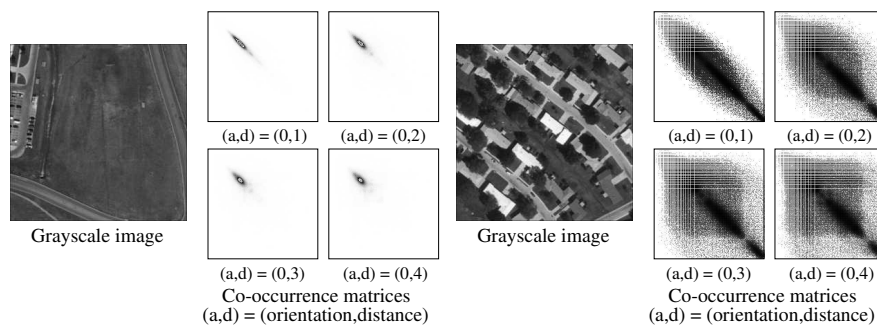 (a,d) = (0,1) (a,d) = (0,2)
Grayscale image
(a,d) = (0,3) (a,d) = (0,4)
Co-occurrence matrices
(a,d) = (orientation,distance)
(a,d) = (0,1) (a,d) = (0,2)
Grayscale image
(a,d) = (0,3) (a,d) = (0,4)
Co-occurrence matrices
(a,d) = (orientation,distance)